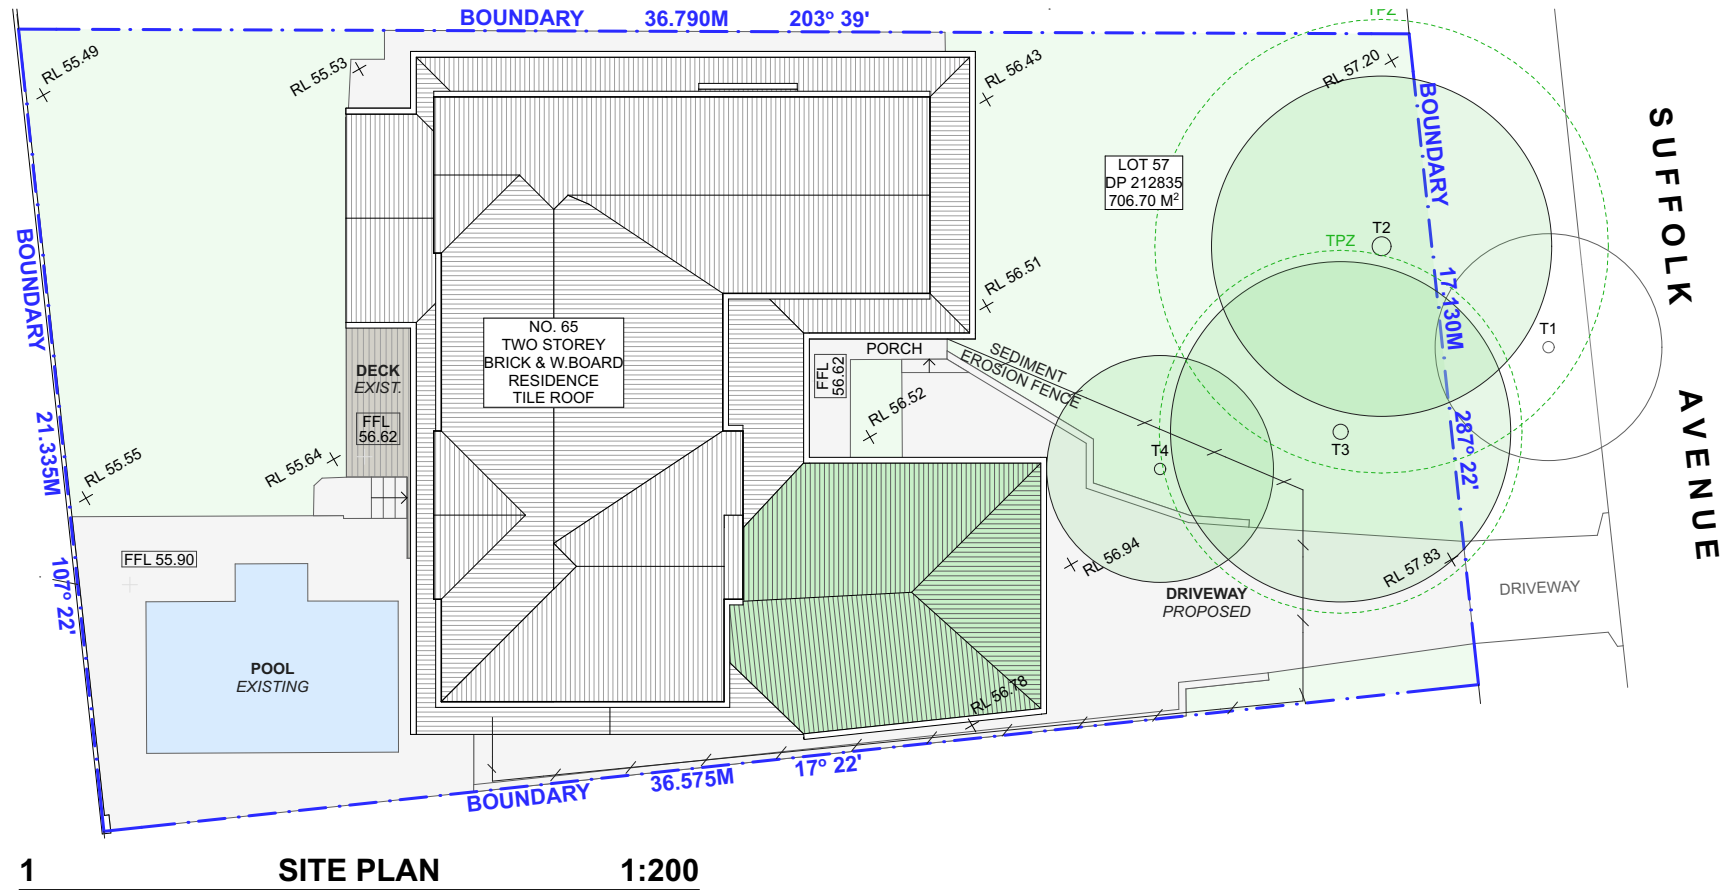 BOUNDARY 36.790M 203º 39'
TPZ
RL 55.49
RL 55.53
RL 56.43
RL 57.20
BOUNDARY
17.130M
287º 22'
SUFFOLK AVENUE
LOT 57
DP 212835
706.70 M²
T2
TPZ
T1
T3
T4
BOUNDARY
21.335M
107º 22'
RL 56.51
NO. 65
TWO STOREY
BRICK & W.BOARD
RESIDENCE
TILE ROOF
PORCH
FFL
56.62
SEDIMENT
EROSION FENCE
DECK
EXIST.
FFL
56.62
RL 56.52
RL 55.55
RL 55.64
FFL 55.90
RL 56.94
RL 57.83
DRIVEWAY
PROPOSED
DRIVEWAY
POOL
EXISTING
RL 56.78
BOUNDARY 36.575M 17º 22'
1 SITE PLAN 1:200